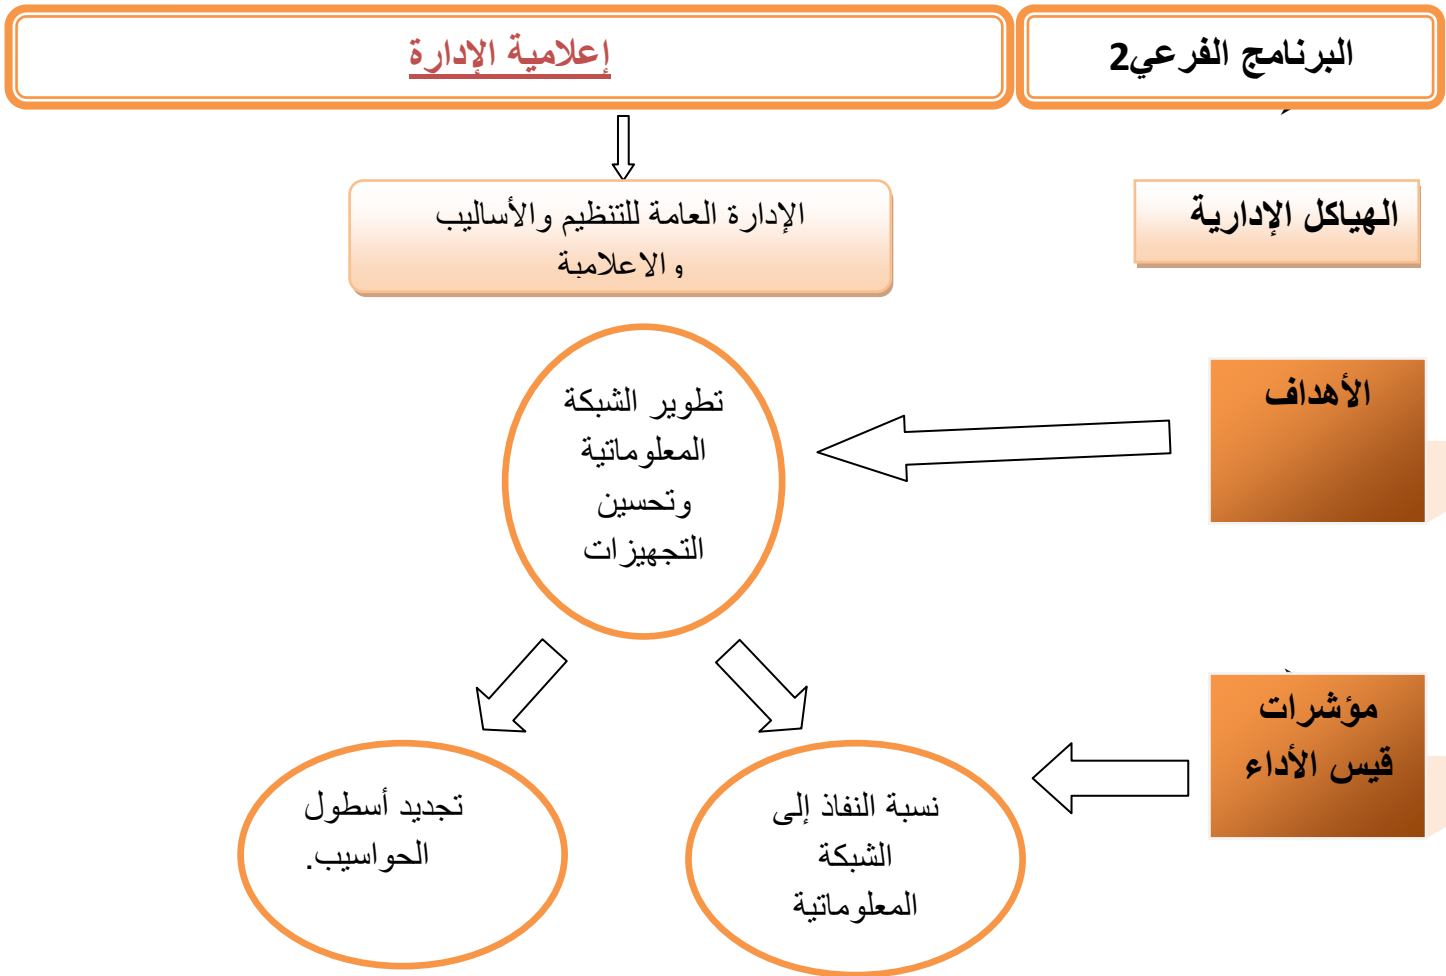 البرنامج الفرعي2
إعلامية الإدارة
الهياكل الإدارية
الإدارة العامة للتنظيم والأساليب
والاعلامية
الأهداف
تطوير الشبكة
المعلوماتية
وتحسين
التجهيزات
مؤشرات
قيس الأداء
نسبة النفاذ إلى
الشبكة
المعلوماتية
تجديد أسطول
الحواسيب.